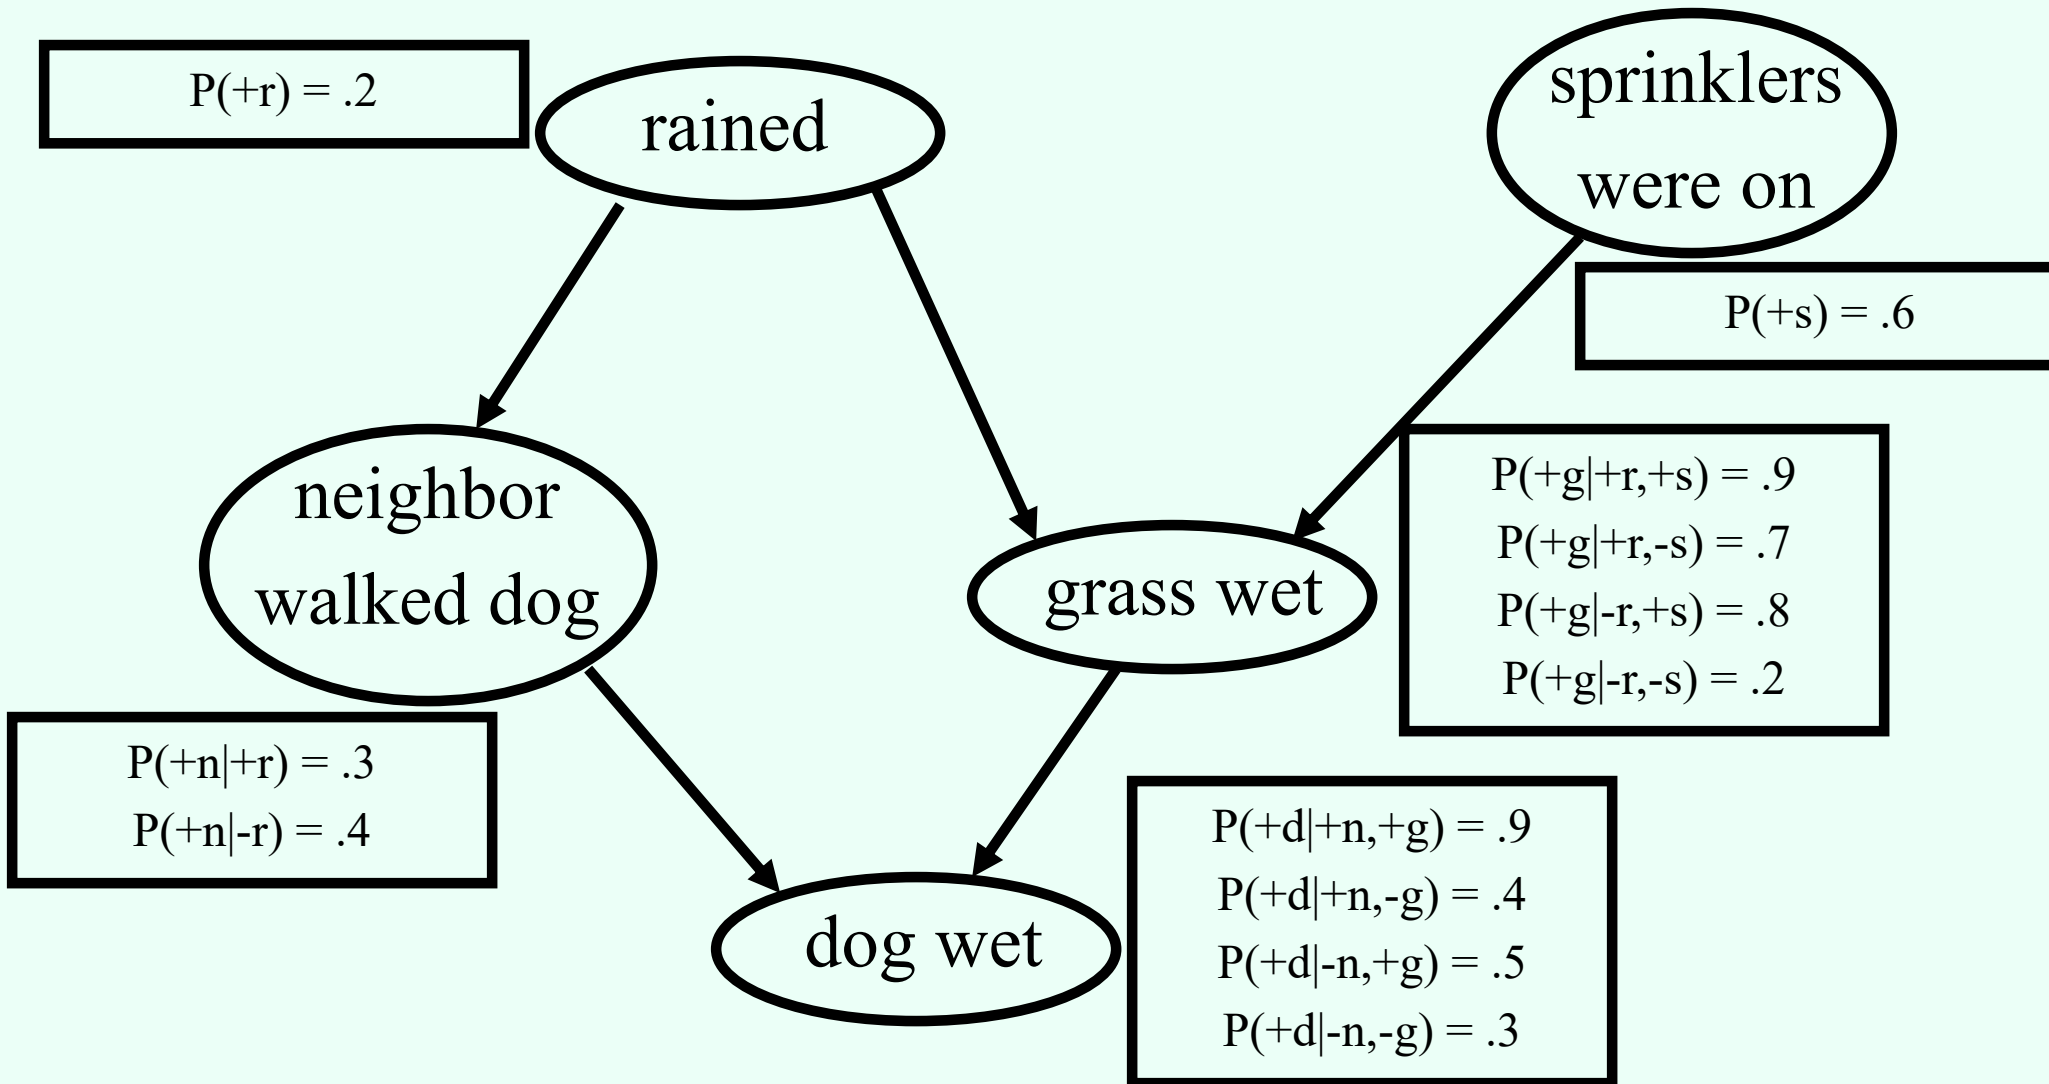 P(+r) = .2
rained
sprinklers
were on
P(+s) = .6
neighbor
walked dog
grass wet
P(+g|+r,+s) = .9
P(+g|+r,-s) = .7
P(+g|-r,+s) = .8
P(+g|-r,-s) = .2
P(+n|+r) = .3
P(+n|-r) = .4
dog wet
P(+d|+n,+g) = .9
P(+d|+n,-g) = .4
P(+d|-n,+g) = .5
P(+d|-n,-g) = .3